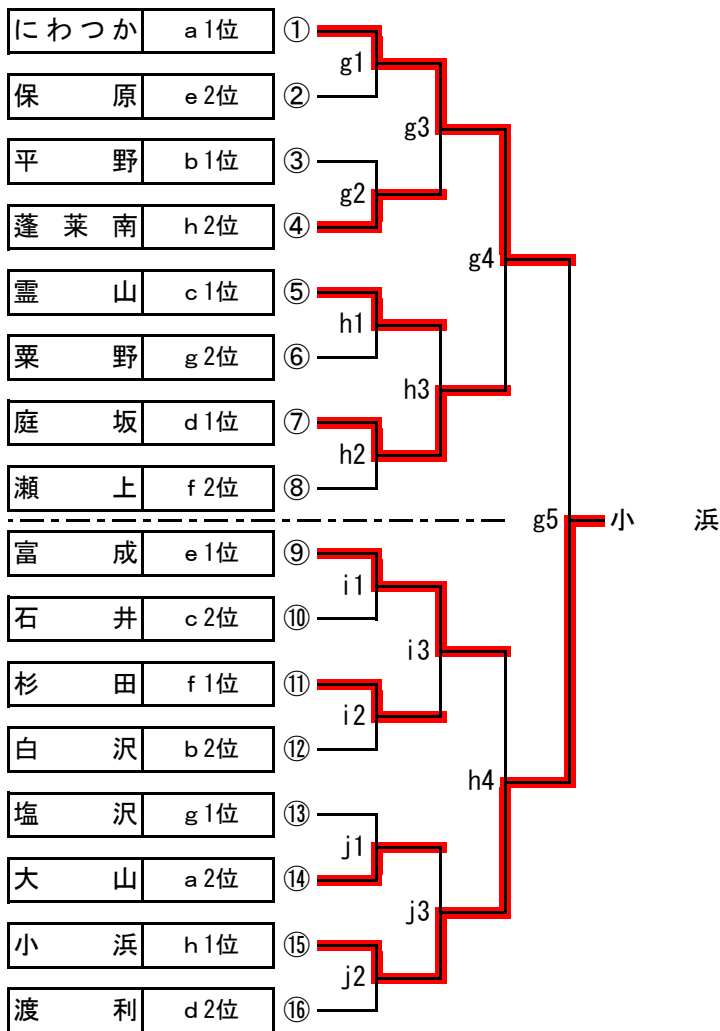 にわつか a1位 ①
g1
保原 e2位 ②
g3
平野 b1位 ③
g2
蓬莱南 h2位 ④
g4
霊山 c1位 ⑤
h1
粟野 g2位 ⑥
h3
庭坂 d1位 ⑦
h2
瀬上 f2位 ⑧
g5 小浜
富成 e1位 ⑨
i1
石井 c2位 ⑩
i3
杉田 f1位 ⑪
i2
白沢 b2位 ⑫
h4
塩沢 g1位 ⑬
j1
大山 a2位 ⑭
j3
小浜 h1位 ⑮
j2
渡利 d2位 ⑯